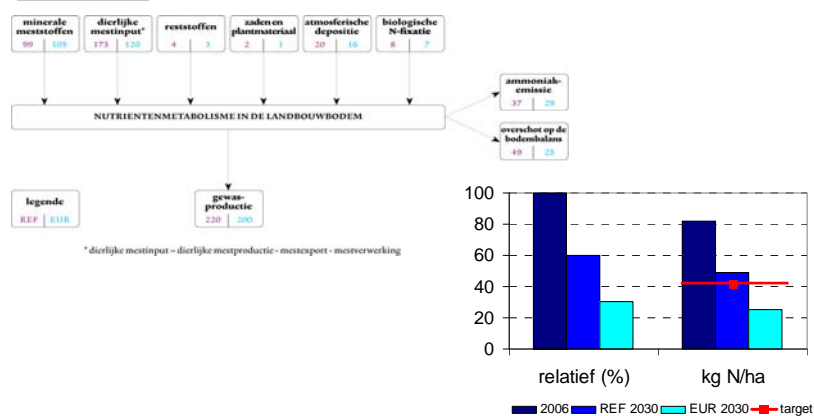 minerale
meststoffen
99 105
dierlijke
mestinput*
173 120
reststoffen
4 3
zaden en
plantmateriaal
2 1
atmosferische
depositie
20 16
biologische
N-fixatie
8 7
NUTRIENTENMETABOLISME IN DE LANDBOUWBODEM
ammoniak-
emissie
37 29
overschot op de
bodembalans
49 25
legende
REF EUR
gewas-
productie
220 200
* dierlijke mestinput = dierlijke mestproductie - mestexport - mestverwerking
100
80
60
40
20
0
relatief (%) kg N/ha
2006 REF 2030 EUR 2030 target